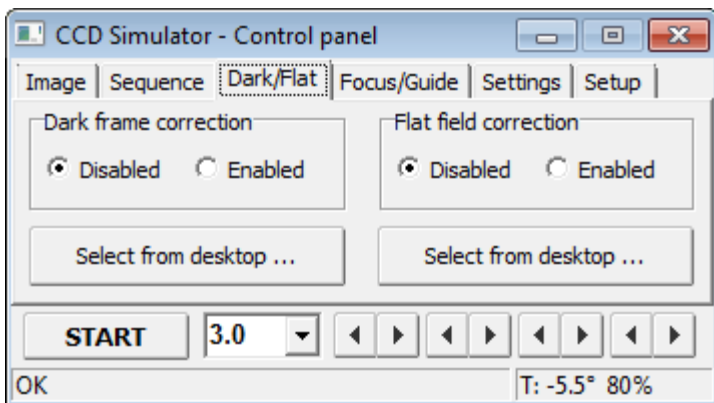 CCD Simulator - Control panel
Image Sequence Dark/Flat Focus/Guide Settings Setup
Dark frame correction Flat field correction
Disabled Enabled Disabled Enabled
Select from desktop ... Select from desktop ...
START 3.0
OK T: -5.5° 80%